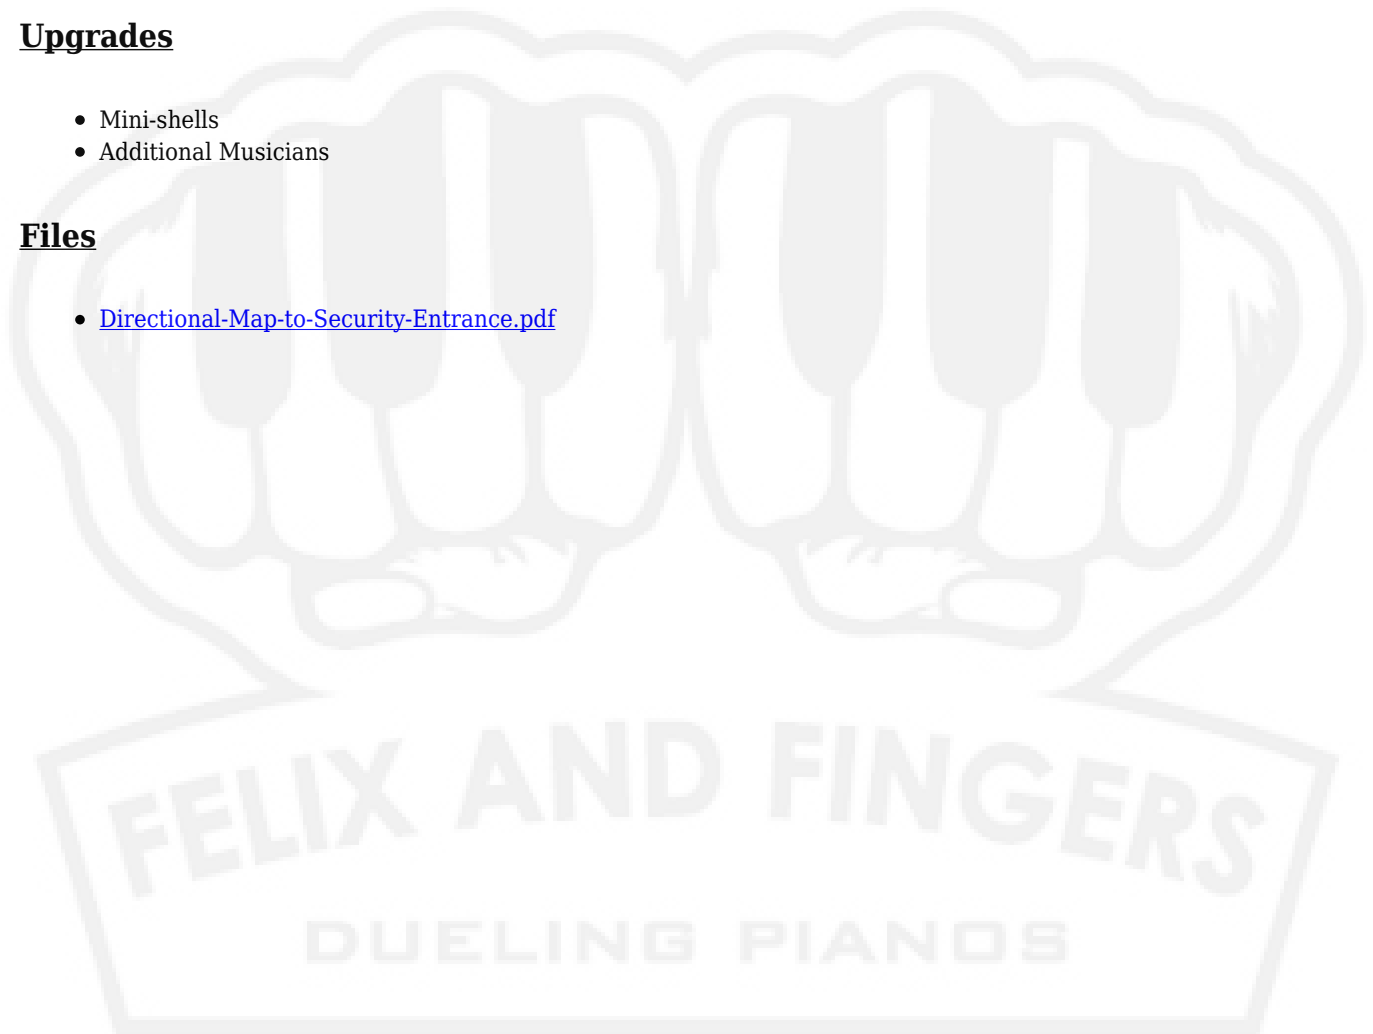 Upgrades
Mini-shells
Additional Musicians
Files
Directional-Map-to-Security-Entrance.pdf
FELIX AND FINGERS
DUELING PIANOS